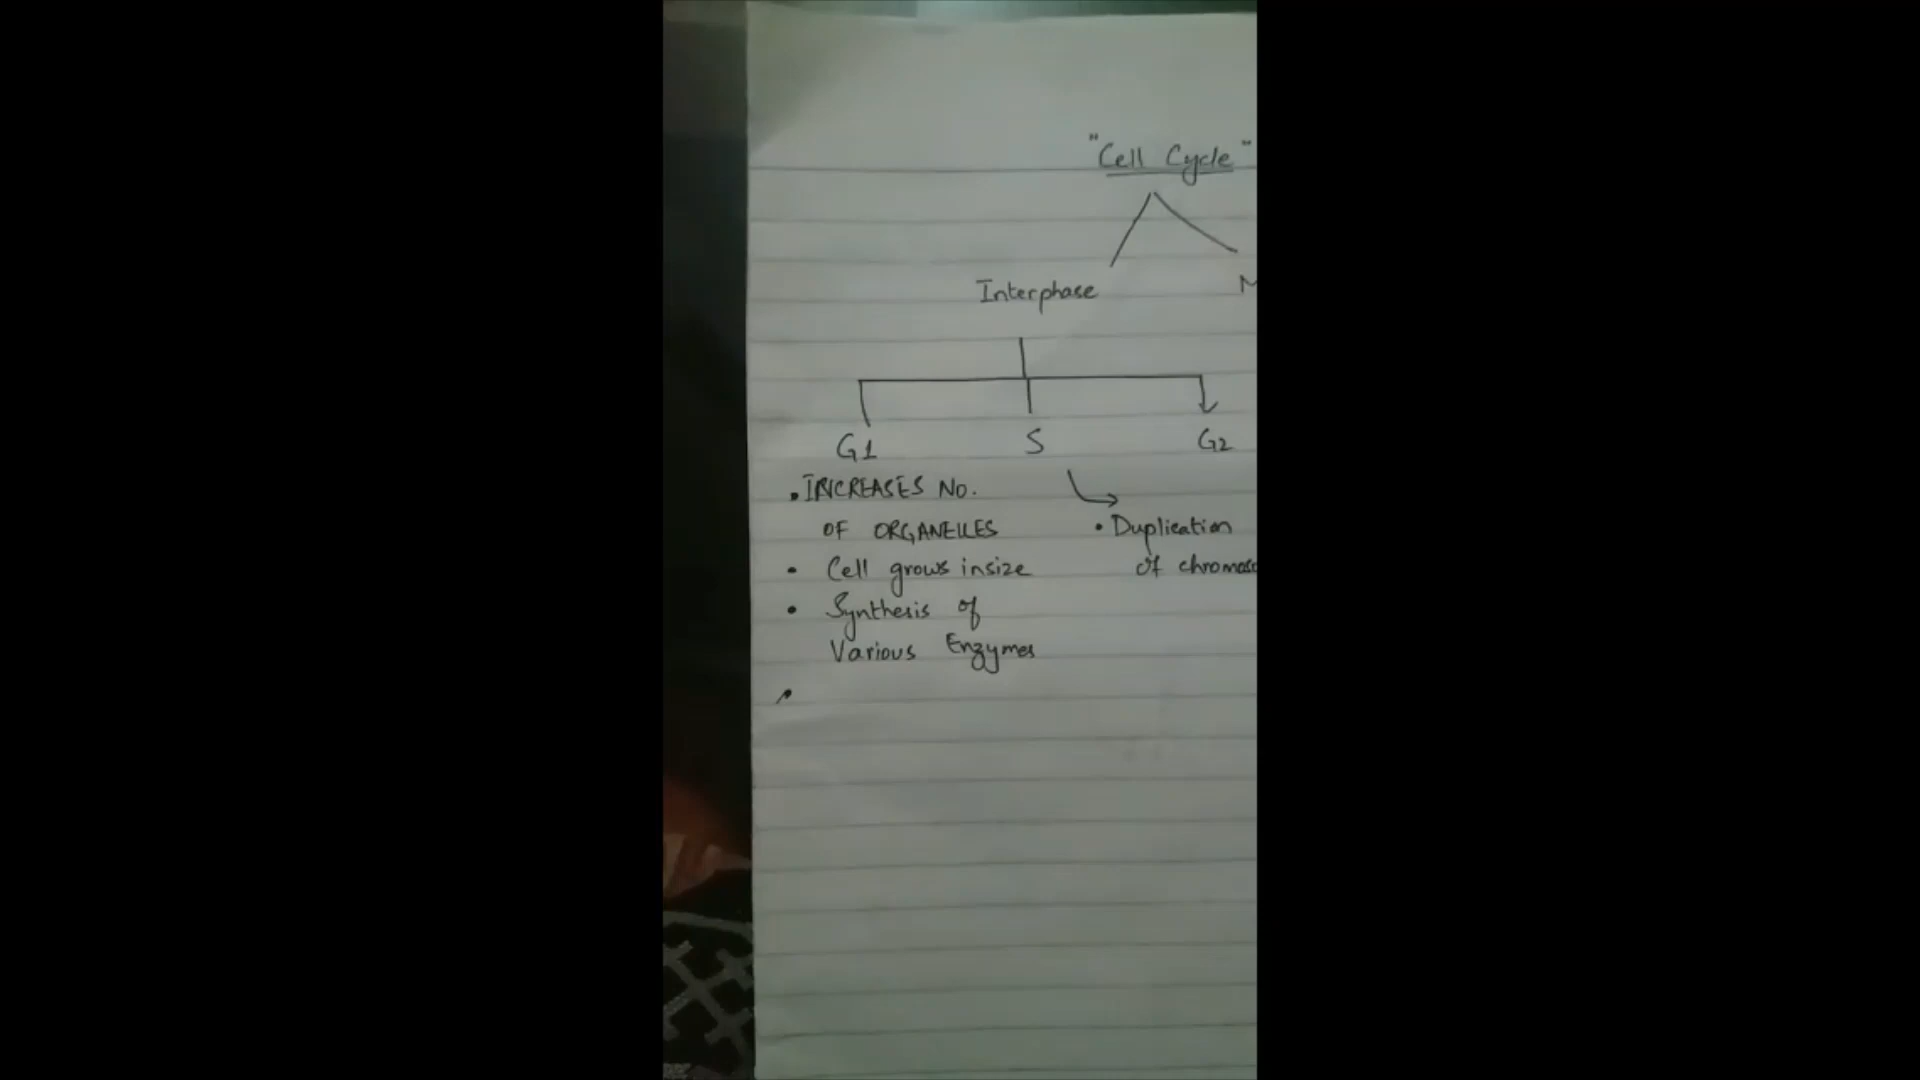 "Cell Cycle"
Interphase
G1 S G2
• INCREASES NO.
OF ORGANELLES
• Cell grows insize
• Synthesis of
Various Enzymes
• Duplication
of